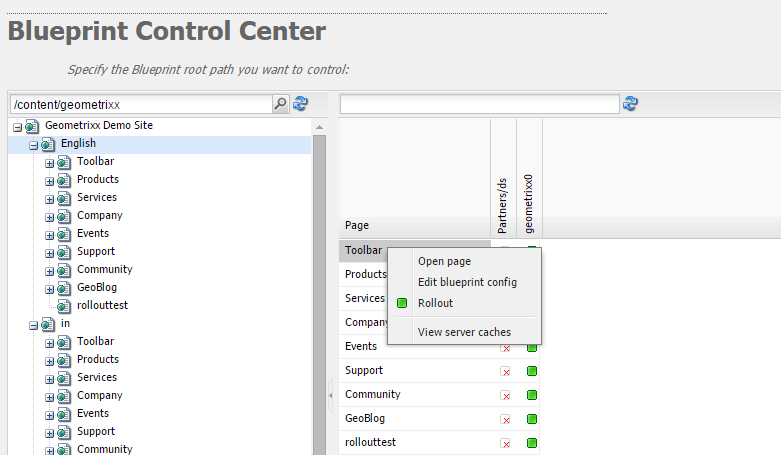 Blueprint Control Center
Specify the Blueprint root path you want to control:
/content/geometrixx
Geometrixx Demo Site
English
Toolbar
Products
Services
Company
Events
Support
Community
GeoBlog
rollouttest
in
Toolbar
Products
Services
Company
Events
Support
Community
Page
Partners/ds
geometrixx0
Toolbar
Products
Services
Company
Events
Support
Community
GeoBlog
rollouttest
Open page
Edit blueprint config
Rollout
View server caches